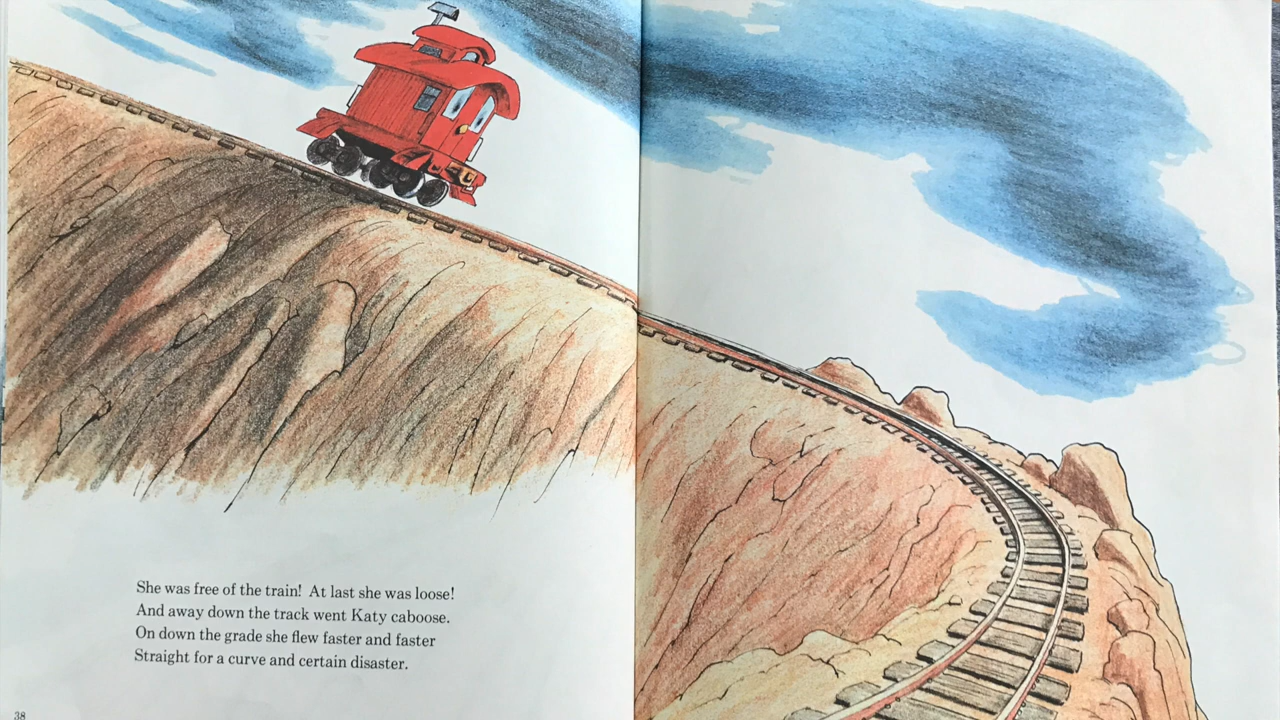 She was free of the train! At last she was loose!
And away down the track went Katy caboose.
On down the grade she flew faster and faster
Straight for a curve and certain disaster.
38